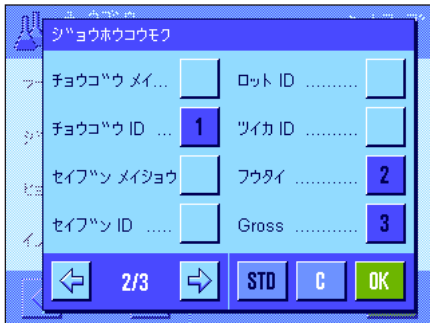 ジョウホウコウモク
チョウゴウ メイ...
ロット ID ..........
チョウゴウ ID ...
1
ツイカ ID ..........
セイブン メイショウ
フウタイ ............
2
セイブン ID .....
Gross ............
3
2/3
STD
C
OK